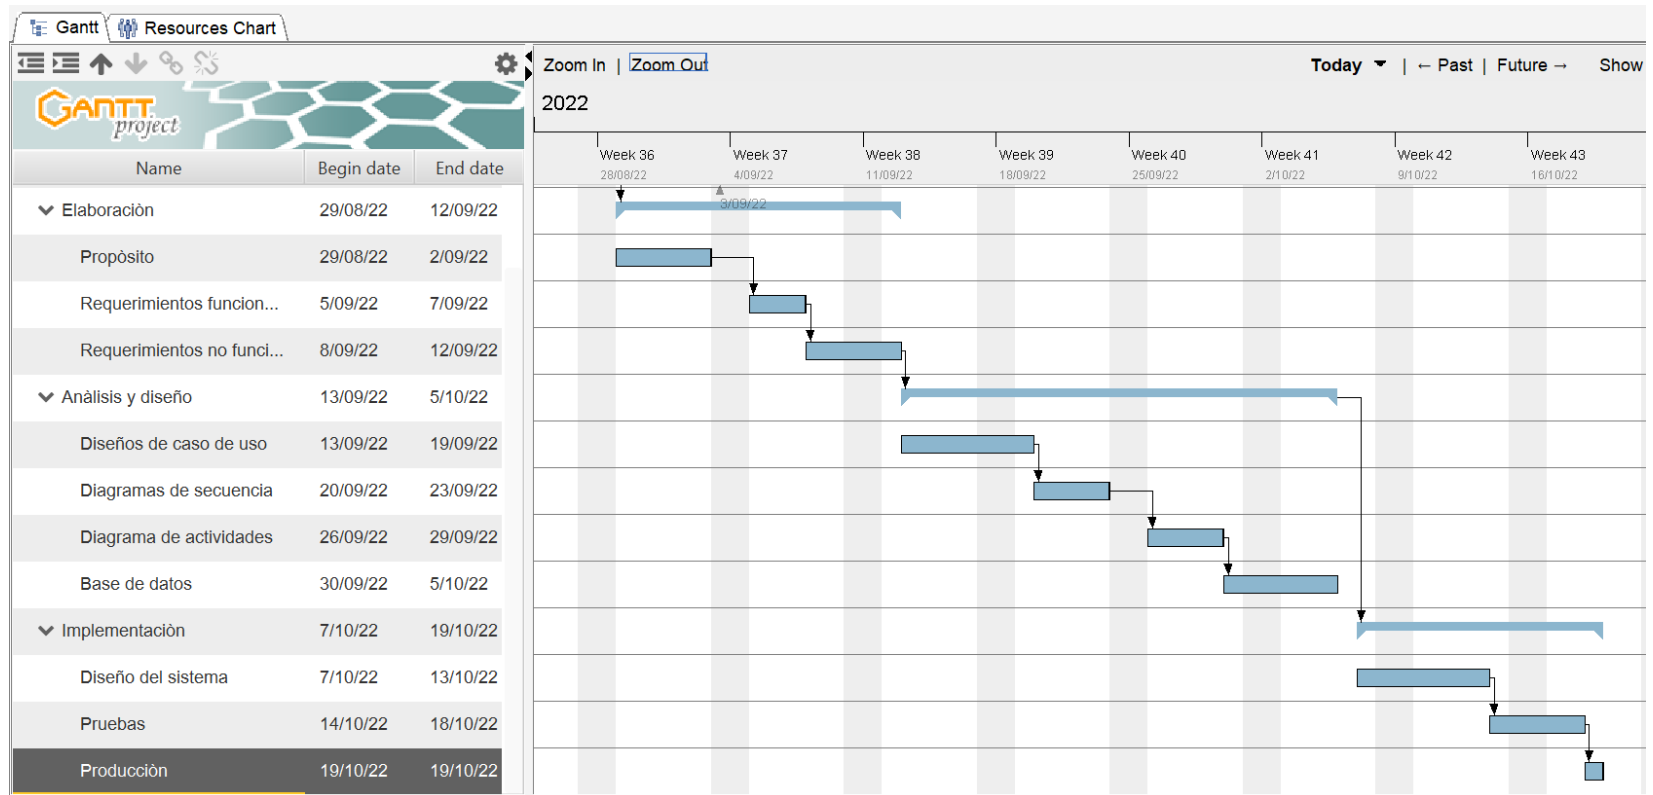 Gantt Resources Chart
Zoom In | Zoom Out Today | ← Past | Future → Show
GANTT project
2022
Name Begin date End date
Week 36 Week 37 Week 38 Week 39 Week 40 Week 41 Week 42 Week 43
28/08/22 4/09/22 11/09/22 18/09/22 25/09/22 2/10/22 9/10/22 16/10/22
3/09/22
Elaboraciòn 29/08/22 12/09/22
Propòsito 29/08/22 2/09/22
Requerimientos funcion... 5/09/22 7/09/22
Requerimientos no funci... 8/09/22 12/09/22
Anàlisis y diseño 13/09/22 5/10/22
Diseños de caso de uso 13/09/22 19/09/22
Diagramas de secuencia 20/09/22 23/09/22
Diagrama de actividades 26/09/22 29/09/22
Base de datos 30/09/22 5/10/22
Implementaciòn 7/10/22 19/10/22
Diseño del sistema 7/10/22 13/10/22
Pruebas 14/10/22 18/10/22
Producciòn 19/10/22 19/10/22